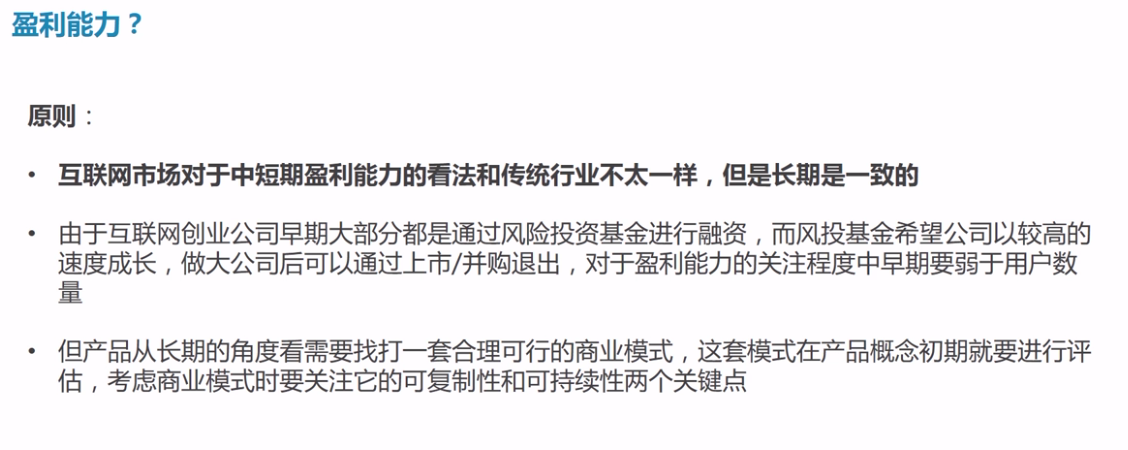 盈利能力？
原则：
• 互联网市场对于中短期盈利能力的看法和传统行业不太一样，但是长期是一致的
• 由于互联网创业公司早期大部分都是通过风险投资基金进行融资，而风投基金希望公司以较高的
速度成长，做大公司后可以通过上市/并购退出，对于盈利能力的关注程度中早期要弱于用户数
量
• 但产品从长期的角度看需要找打一套合理可行的商业模式，这套模式在产品概念初期就要进行评
估，考虑商业模式时要关注它的可复制性和可持续性两个关键点